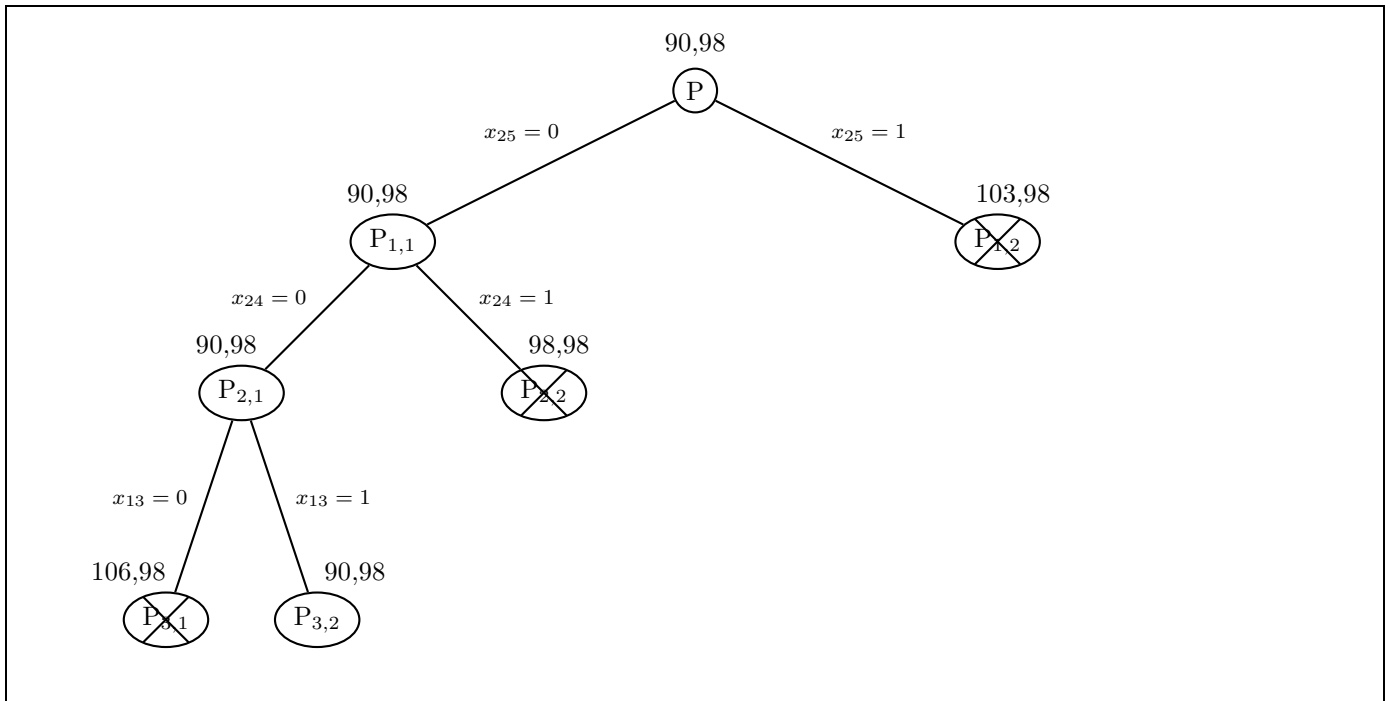 90,98
P
x25 = 0
x25 = 1
90,98
103,98
P1,1
P1,2
x24 = 0
x24 = 1
90,98
98,98
P2,1
P2,2
x13 = 0
x13 = 1
106,98
90,98
P3,1
P3,2